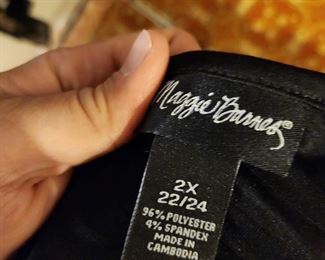 Maggie Barnes®
2X
22/24
96% POLYESTER
4% SPANDEX
MADE IN
CAMBODIA